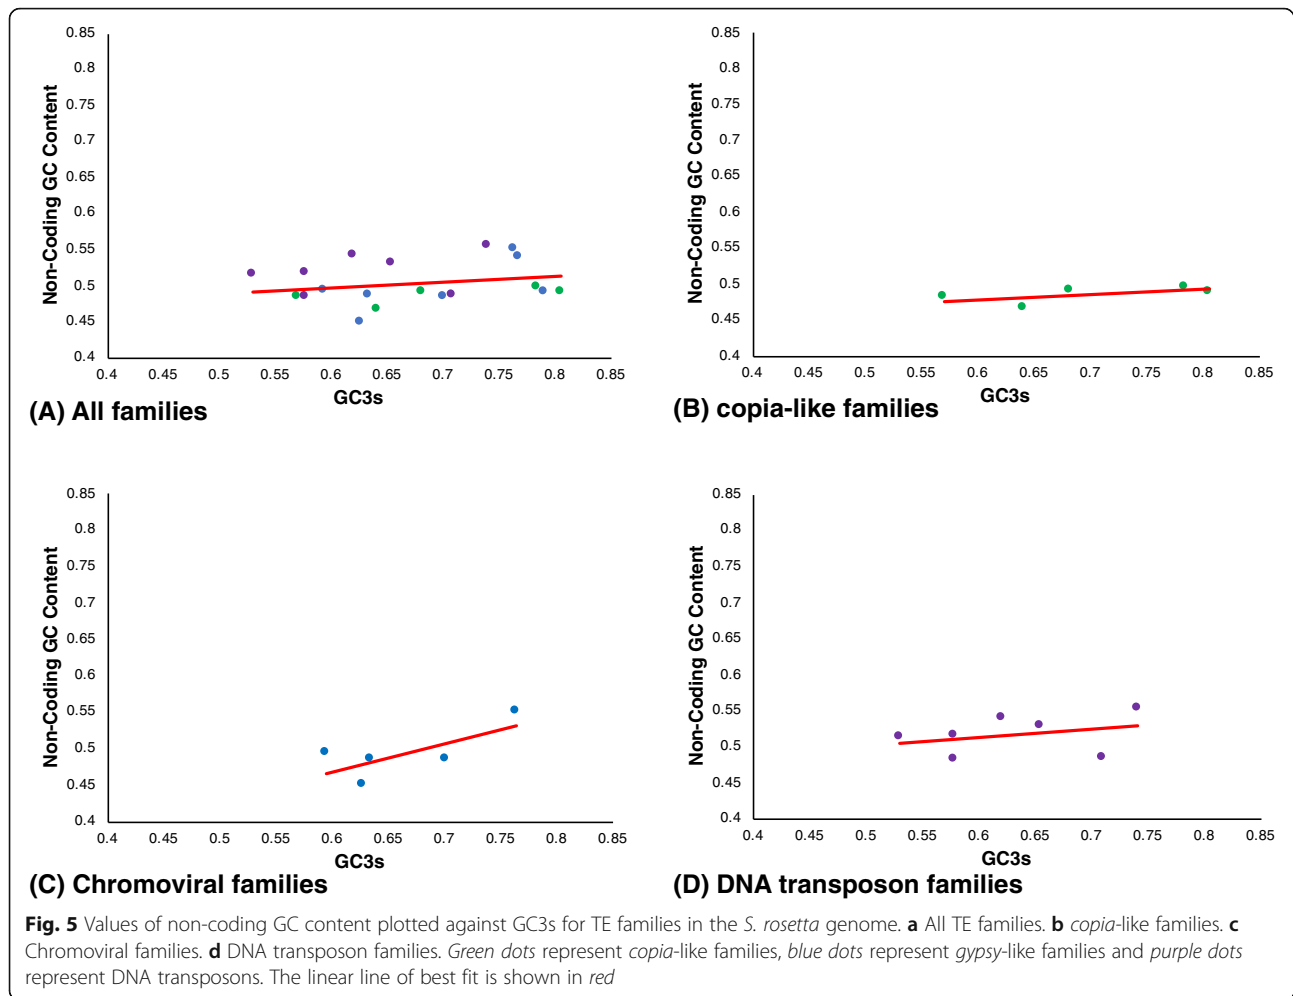 0.85
0.8
0.75
0.7
0.65
0.6
0.55
0.5
0.45
0.4
Non-Coding GC Content
0.4 0.45 0.5 0.55 0.6 0.65 0.7 0.75 0.8 0.85
GC3s
(A) All families
0.85
0.8
0.75
0.7
0.65
0.6
0.55
0.5
0.45
0.4
Non-Coding GC Content
0.4 0.45 0.5 0.55 0.6 0.65 0.7 0.75 0.8 0.85
GC3s
(B) copia-like families
0.85
0.8
0.75
0.7
0.65
0.6
0.55
0.5
0.45
0.4
Non-Coding GC Content
0.4 0.45 0.5 0.55 0.6 0.65 0.7 0.75 0.8 0.85
GC3s
(C) Chromoviral families
0.85
0.8
0.75
0.7
0.65
0.6
0.55
0.5
0.45
0.4
Non-Coding GC Content
0.4 0.45 0.5 0.55 0.6 0.65 0.7 0.75 0.8 0.85
GC3s
(D) DNA transposon families
Fig. 5 Values of non-coding GC content plotted against GC3s for TE families in the S. rosetta genome. a All TE families. b copia-like families. c
Chromoviral families. d DNA transposon families. Green dots represent copia-like families, blue dots represent gypsy-like families and purple dots
represent DNA transposons. The linear line of best fit is shown in red